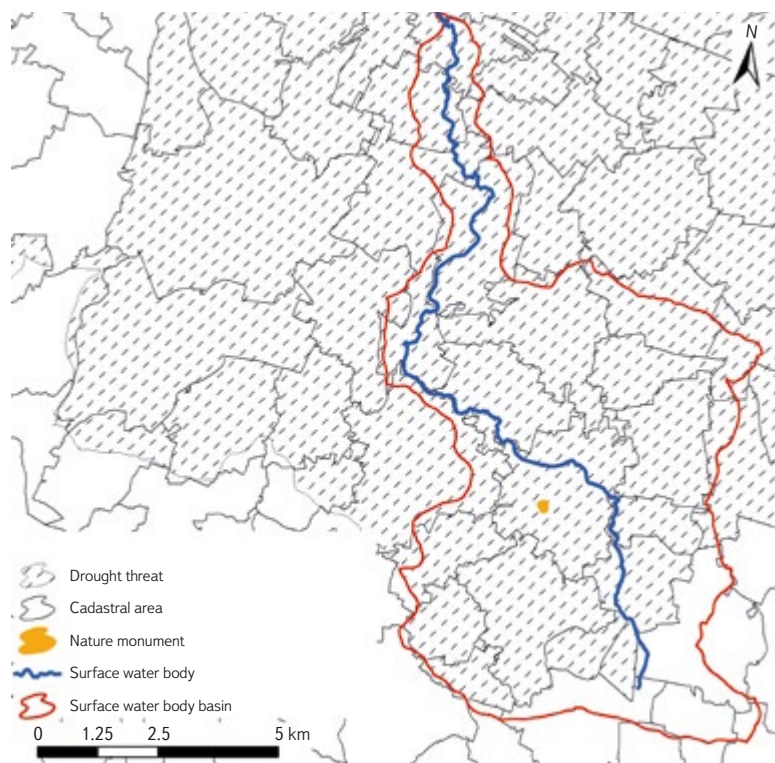 N
Drought threat
Cadastral area
Nature monument
Surface water body
Surface water body basin
0 1.25 2.5 5 km